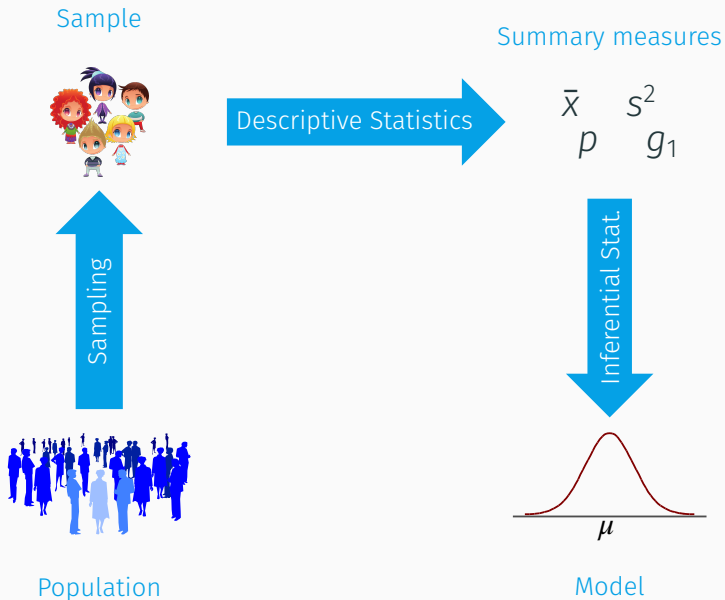 Sample
Summary measures
Descriptive Statistics
x̄ s²
p g₁
Sampling
Inferential Stat.
μ
Population
Model